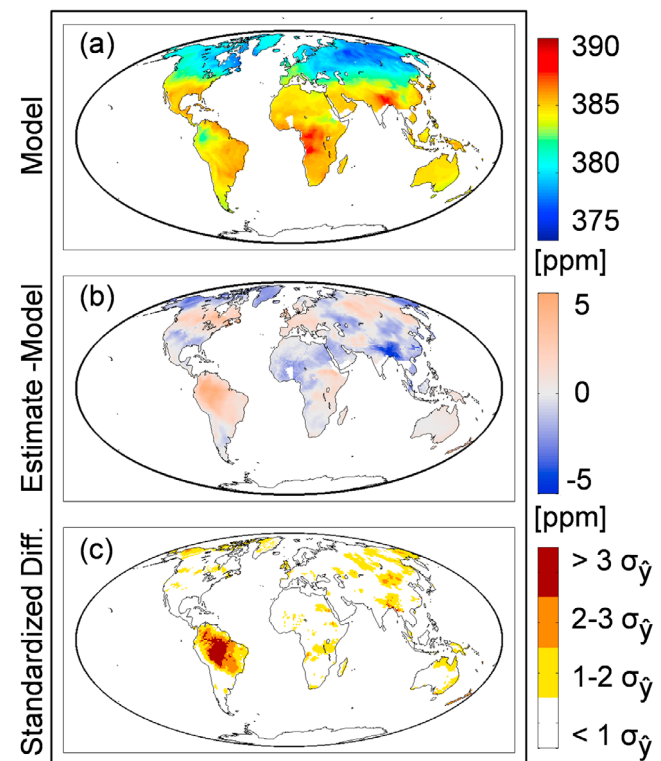 (a)
Model
390
385
380
375
[ppm]
(b)
Estimate -Model
5
0
-5
[ppm]
(c)
Standardized Diff.
> 3 σŷ
2-3 σŷ
1-2 σŷ
< 1 σŷ